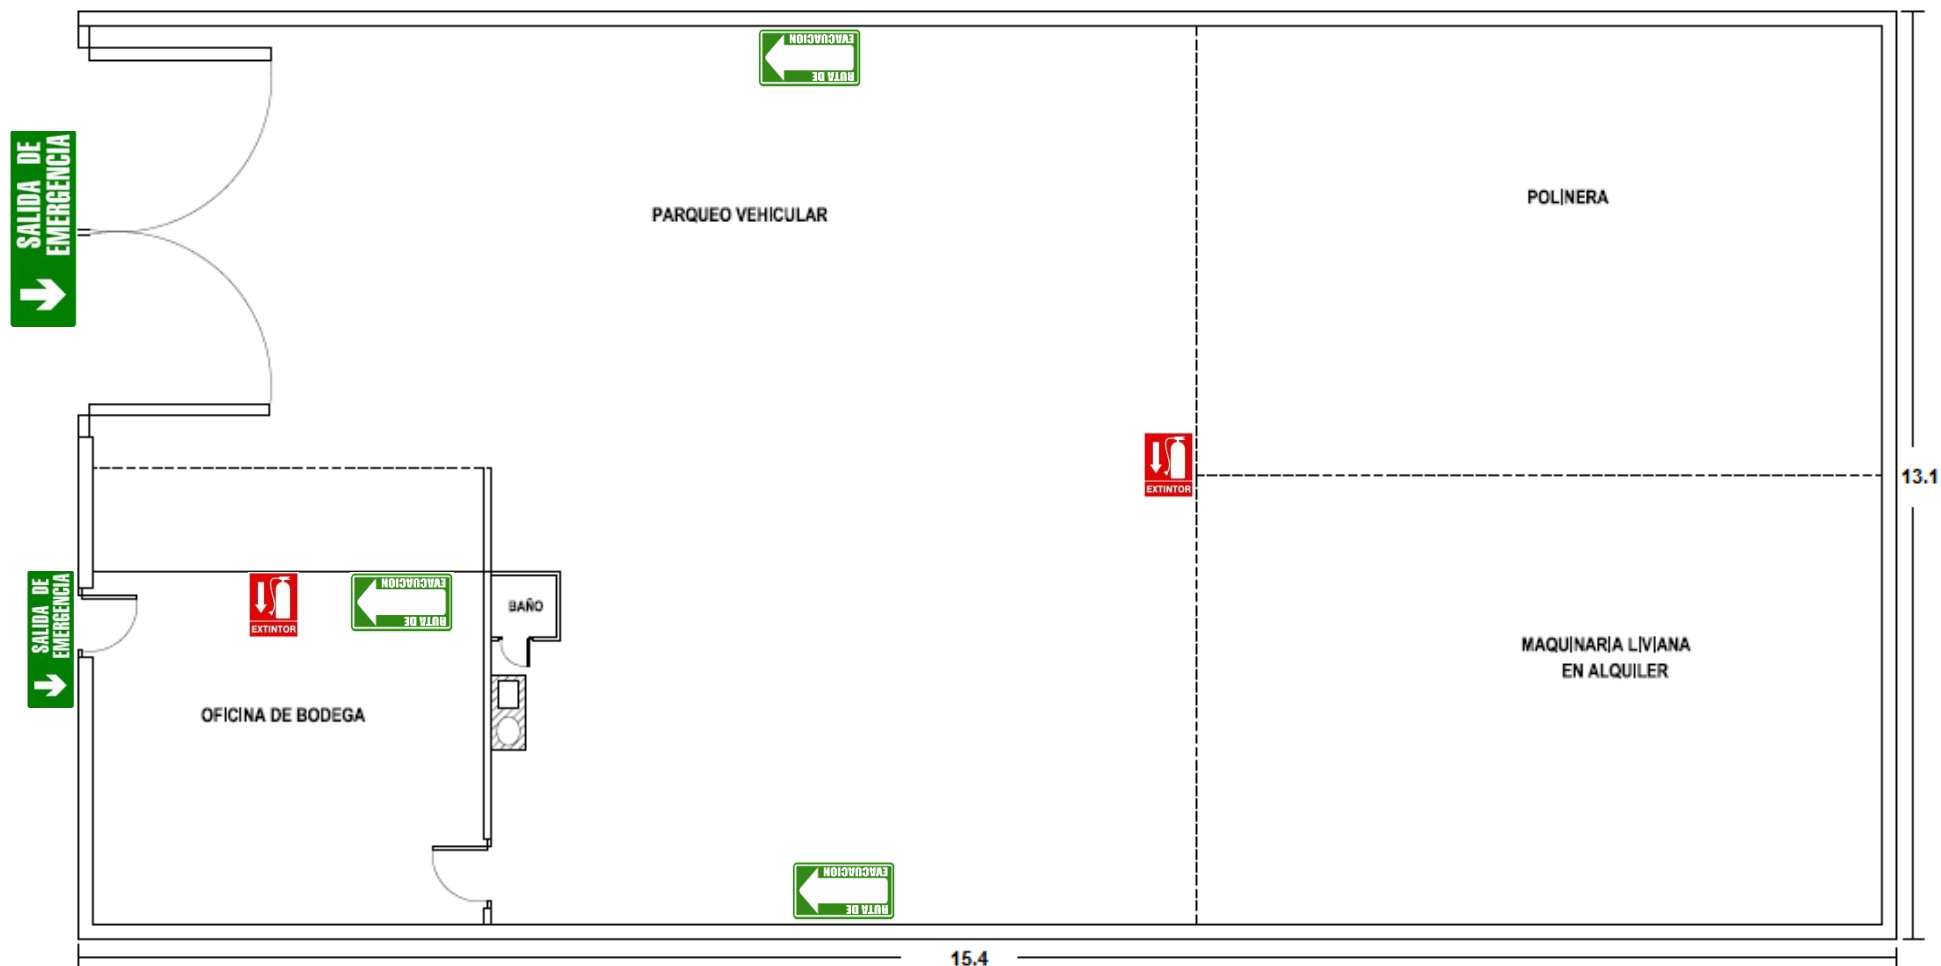 RUTA DE
EVACUACION
SALIDA DE
EMERGENCIA
PARQUEO VEHICULAR
POLINERA
EXTINTOR
13.1
SALIDA DE
EMERGENCIA
EXTINTOR
RUTA DE
EVACUACION
BAÑO
MAQUINARIA LIVIANA
EN ALQUILER
OFICINA DE BODEGA
RUTA DE
EVACUACION
15.4